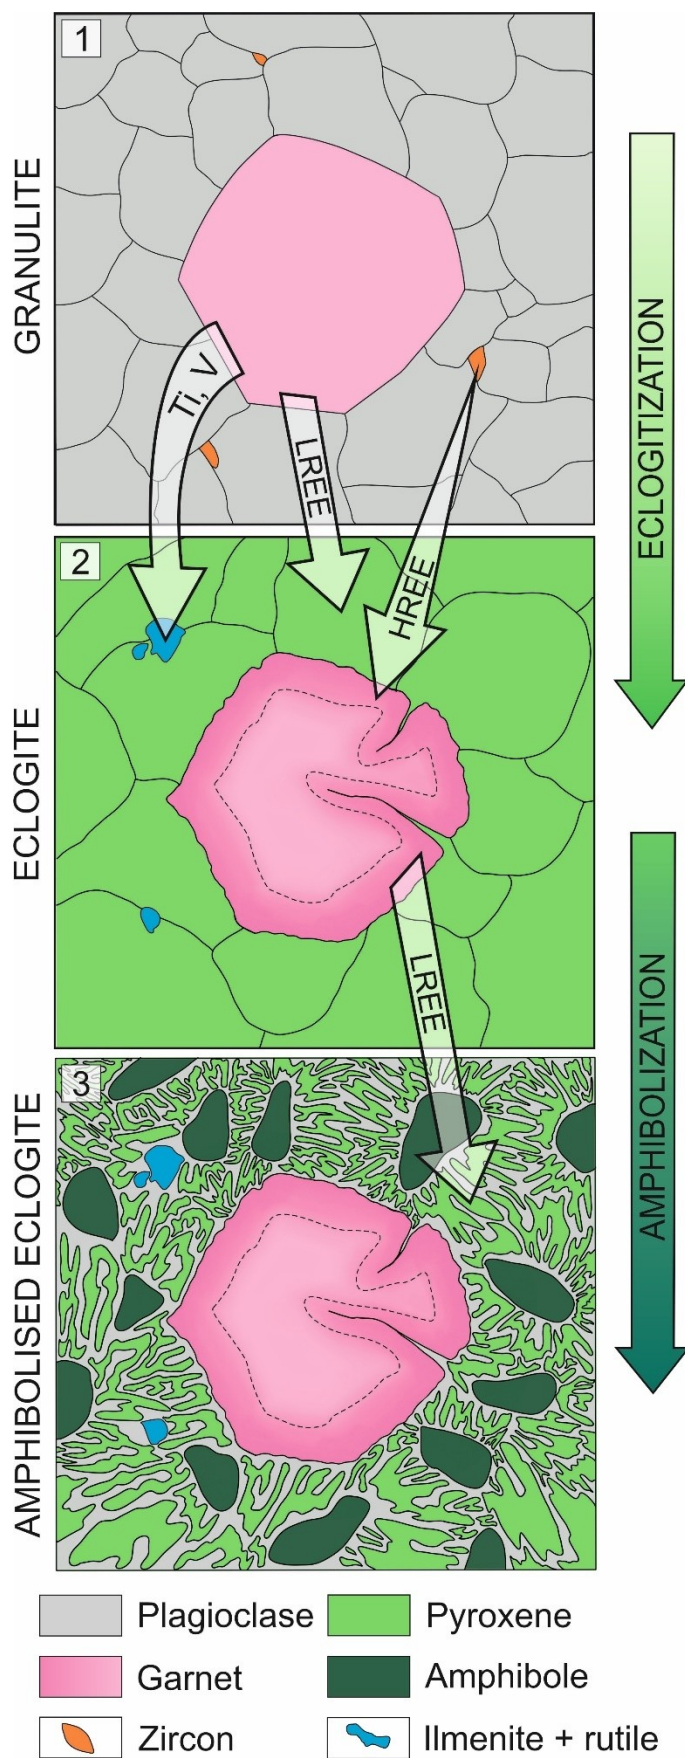 1
GRANULITE
Ti, V
LREE
HREE
ECLOGITIZATION
2
ECLOGITE
LREE
AMPHIBOLIZATION
3
AMPHIBOLISED ECLOGITE
Plagioclase
Pyroxene
Garnet
Amphibole
Zircon
Ilmenite + rutile